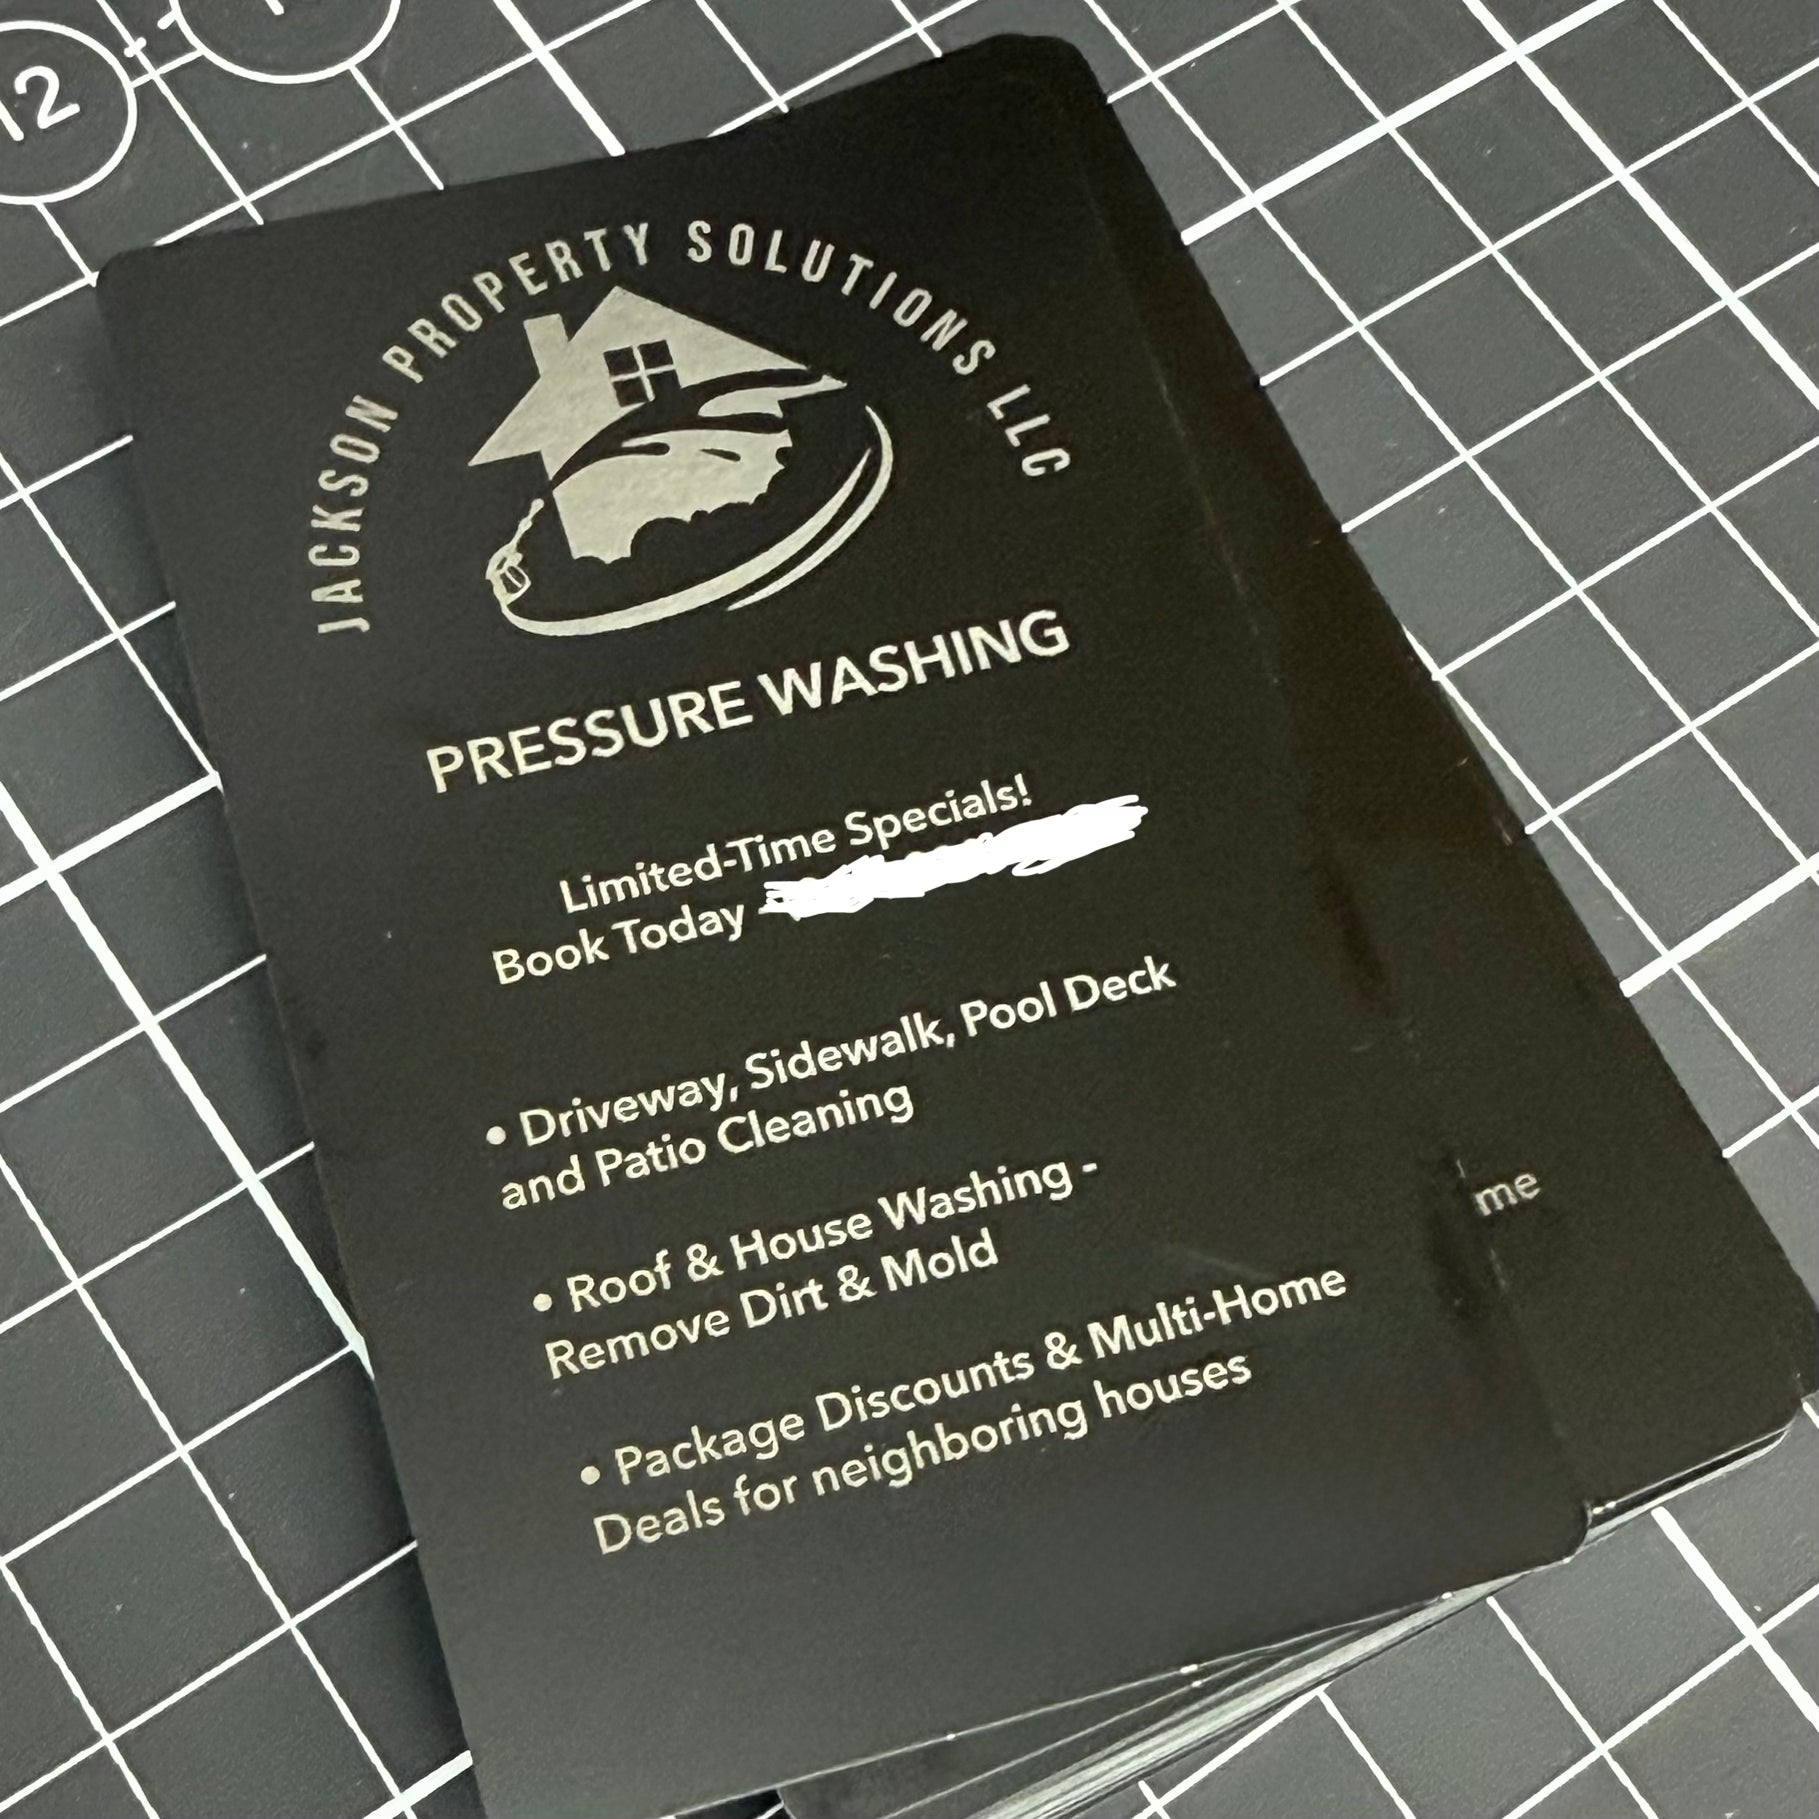 12
JACKSON PROPERTY SOLUTIONS LLC
PRESSURE WASHING
Limited-Time Specials!
Book Today -
• Driveway, Sidewalk, Pool Deck
and Patio Cleaning
• Roof & House Washing -
Remove Dirt & Mold
• Package Discounts & Multi-Home
Deals for neighboring houses
me